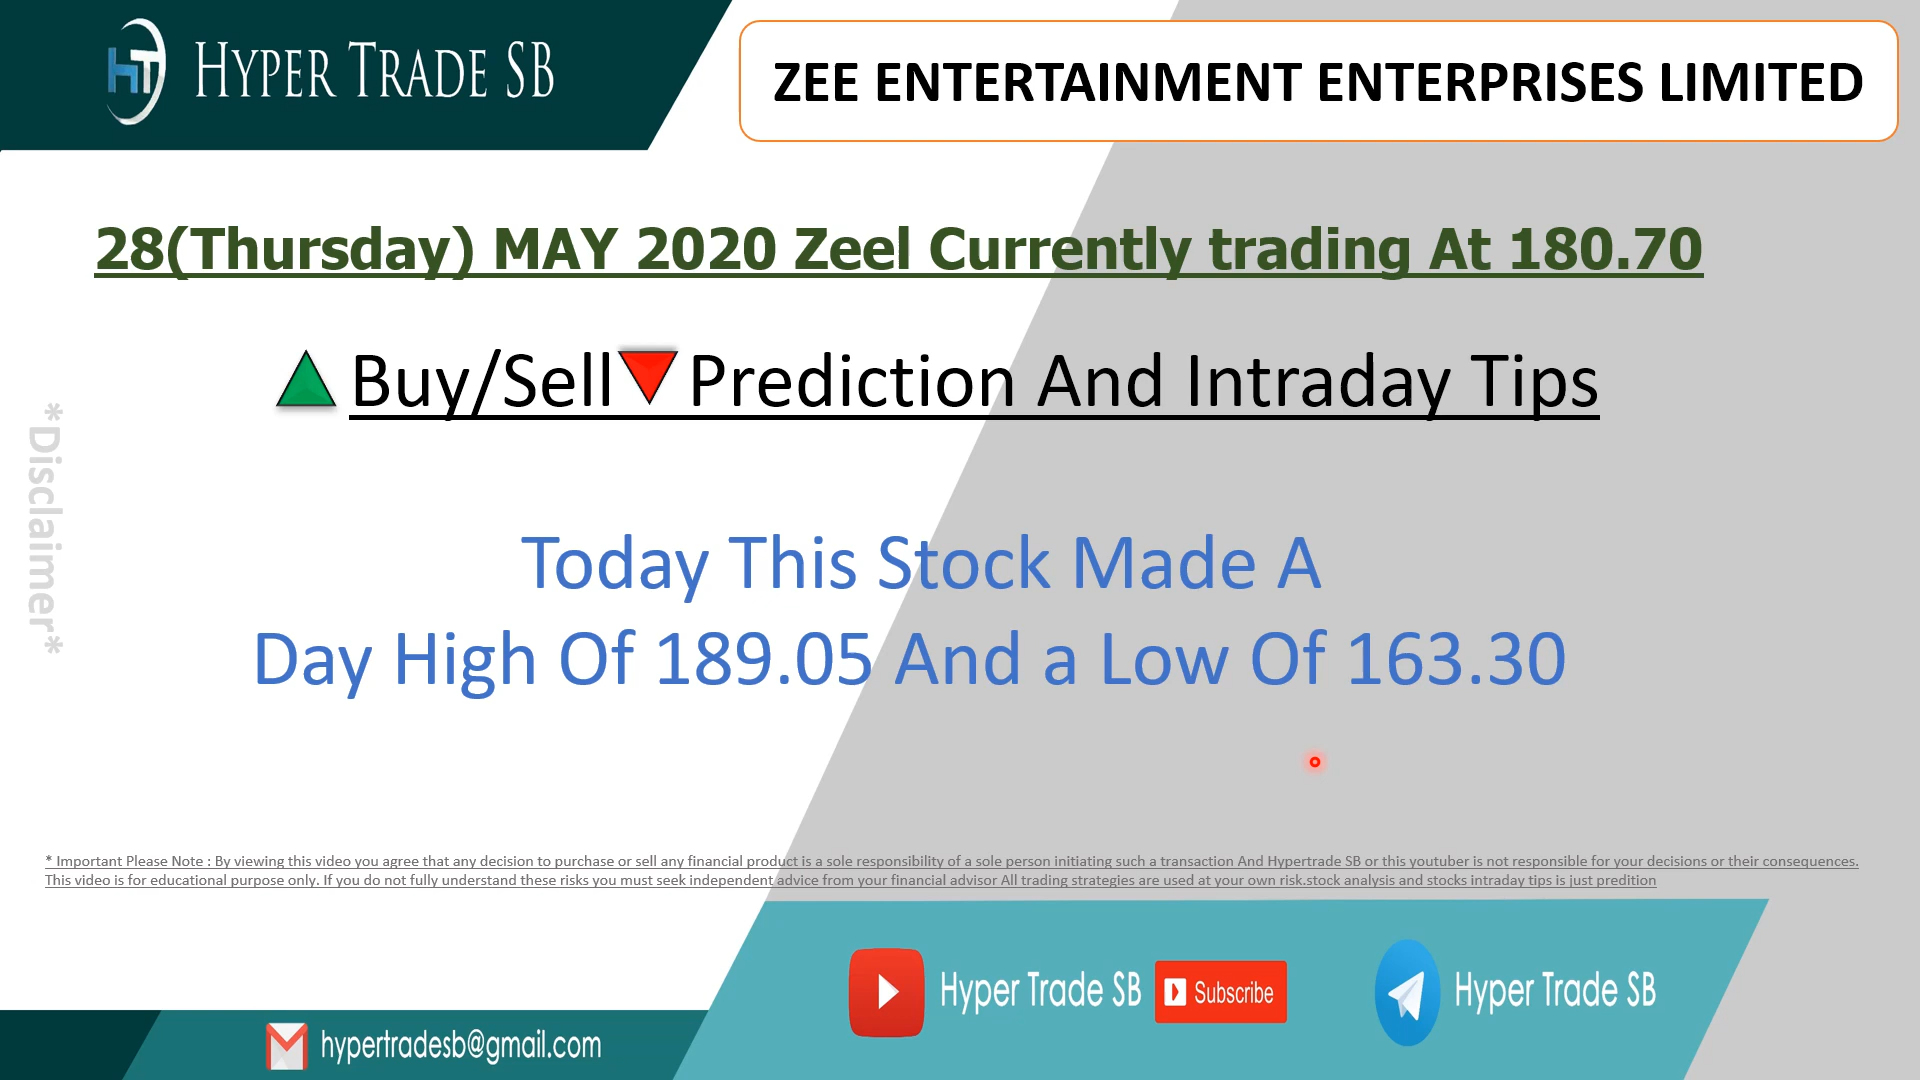 HT HYPER TRADE SB
ZEE ENTERTAINMENT ENTERPRISES LIMITED
28(Thursday) MAY 2020 Zeel Currently trading At 180.70
Buy/Sell Prediction And Intraday Tips
*Disclaimer*
Today This Stock Made A
Day High Of 189.05 And a Low Of 163.30
* Important Please Note : By viewing this video you agree that any decision to purchase or sell any financial product is a sole responsibility of a sole person initiating such a transaction And Hypertrade SB or this youtuber is not responsible for your decisions or their consequences.
This video is for educational purpose only. If you do not fully understand these risks you must seek independent advice from your financial advisor All trading strategies are used at your own risk.stock analysis and stocks intraday tips is just predition
Hyper Trade SB Subscribe Hyper Trade SB
hypertradesb@gmail.com